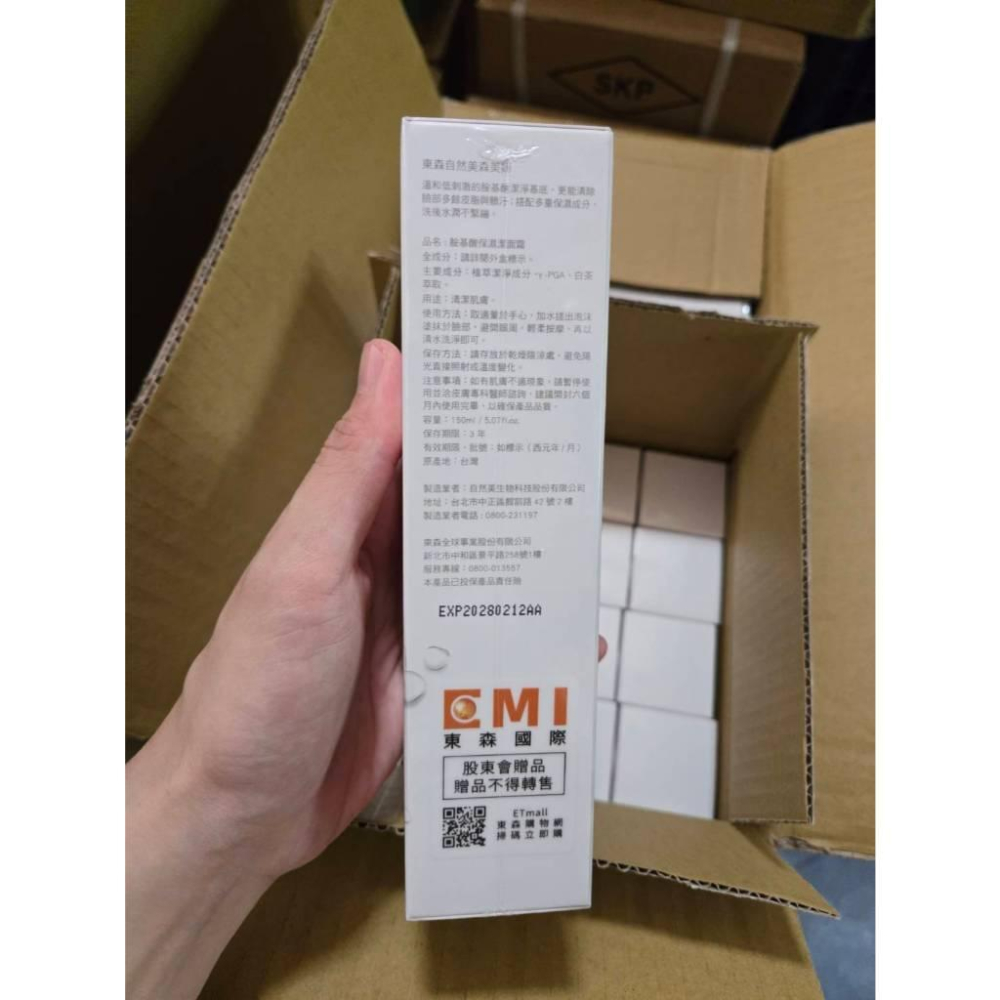 SKP
東森自然美森美顏
溫和低刺激的胺基酸潔淨基底,更能清除
臉部多餘皮脂與髒汙;搭配多重保濕成分,
洗後水潤不緊繃。
品名:胺基酸保濕潔面霜
全成分:請詳閱外盒標示。
主要成分:植萃潔淨成分、γ-PGA、白茶
萃取。
用途:清潔肌膚。
使用方法:取適量於手心,加水搓出泡沫
塗抹於臉部,避開眼周,輕柔按摩,再以
清水洗淨即可。
保存方法:請存放於乾燥陰涼處,避免陽
光直接照射或溫度變化。
注意事項:如有肌膚不適現象,請暫停使
用並洽皮膚專科醫師諮詢。建議開封六個
月內使用完畢,以確保產品品質。
容量:150ml / 5.07fl.oz.
保存期限:3 年
有效期限、批號:如標示(西元年/月)
原產地:台灣
製造業者:自然美生物科技股份有限公司
地址:台北市中正區館前路 42 號 7 樓
製造業者電話:0800-231197
東森全球事業股份有限公司
新北市中和區景平路258號1樓
服務專線:0800-013557
本產品已投保產品責任險
EXP20280212AA
EMI
東森國際
股東會贈品
贈品不得轉售
ETmall
東森購物網
掃碼立即購